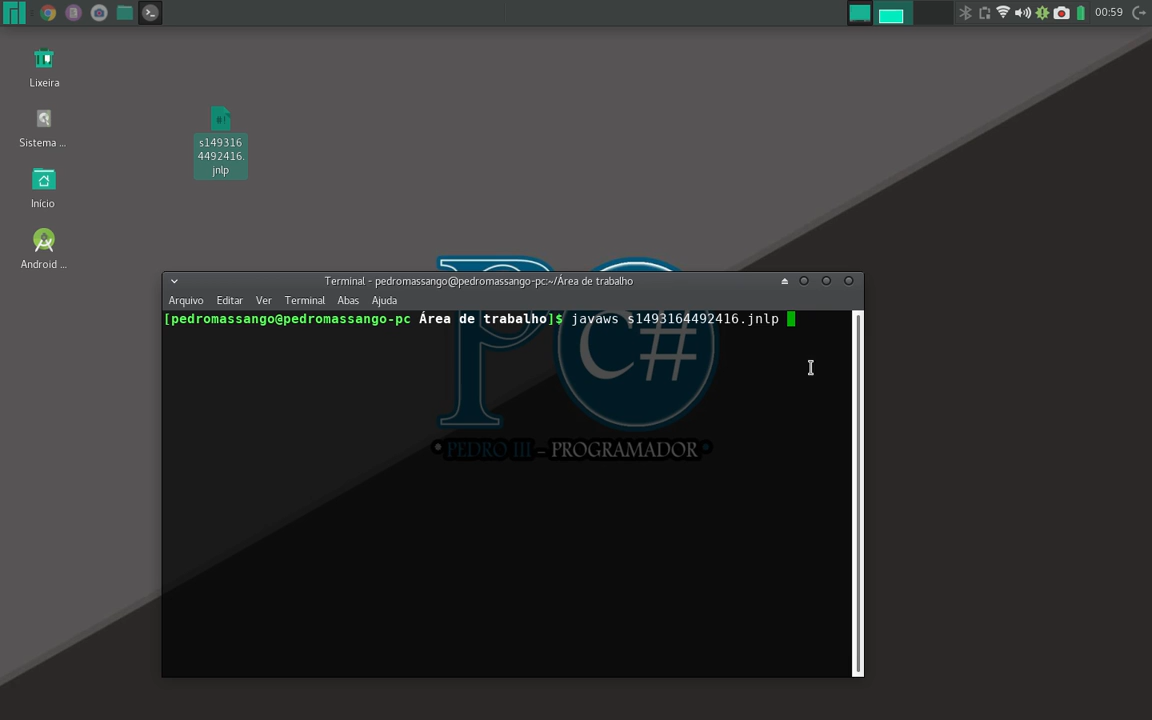 00:59
Lixeira
Sistema ...
Início
Android ...
s149316
4492416.
jnlp
Terminal - pedromassango@pedromassango-pc:~/Área de trabalho
Arquivo Editar Ver Terminal Abas Ajuda
[pedromassango@pedromassango-pc Área de trabalho]$ javaws s1493164492416.jnlp
PC#
PEDRO III – PROGRAMADOR